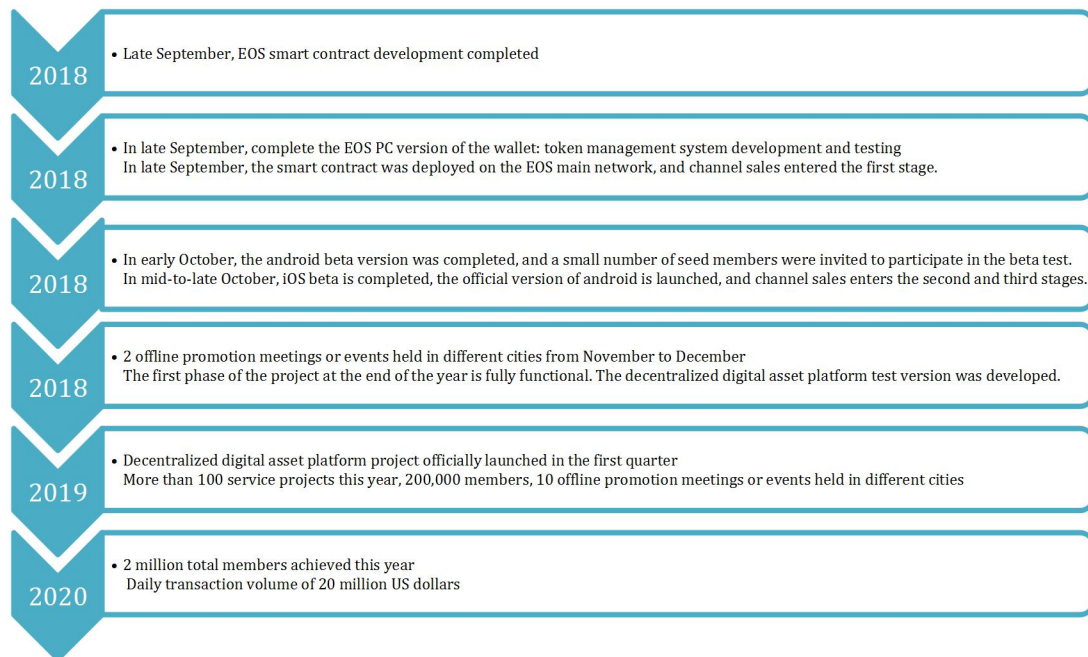 2018
• Late September, EOS smart contract development completed
2018
• In late September, complete the EOS PC version of the wallet: token management system development and testing
In late September, the smart contract was deployed on the EOS main network, and channel sales entered the first stage.
2018
• In early October, the android beta version was completed, and a small number of seed members were invited to participate in the beta test.
In mid-to-late October, iOS beta is completed, the official version of android is launched, and channel sales enters the second and third stages.
2018
• 2 offline promotion meetings or events held in different cities from November to December
The first phase of the project at the end of the year is fully functional. The decentralized digital asset platform test version was developed.
2019
• Decentralized digital asset platform project officially launched in the first quarter
More than 100 service projects this year, 200,000 members, 10 offline promotion meetings or events held in different cities
2020
• 2 million total members achieved this year
Daily transaction volume of 20 million US dollars